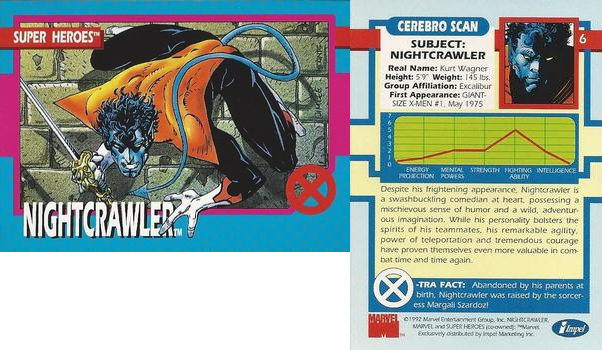 SUPER HEROES™
NIGHTCRAWLER™
CEREBRO SCAN
6
SUBJECT:
NIGHTCRAWLER
Real Name: Kurt Wagner
Height: 5'9" Weight: 145 lbs.
Group Affiliation: Excalibur
First Appearance: GIANT-
SIZE X-MEN #1, May 1975
7
6
5
4
3
2
1
0
ENERGY PROJECTION
MENTAL POWERS
STRENGTH
FIGHTING ABILITY
INTELLIGENCE
Despite his frightening appearance, Nightcrawler is
a swashbuckling comedian at heart, possessing a
mischievous sense of humor and a wild, adventur-
ous imagination. While his personality bolsters the
spirits of his teammates, his remarkable agility,
power of teleportation and tremendous courage
have proven themselves even more valuable in com-
bat time and time again.
X-TRA FACT: Abandoned by his parents at
birth, Nightcrawler was raised by the sorcer-
ess Margali Szardoz!
©1992 Marvel Entertainment Group, Inc. NIGHTCRAWLER,
MARVEL and SUPER HEROES (co-owned): ™Marvel.
Exclusively distributed by Impel Marketing Inc.
MARVEL
Impel